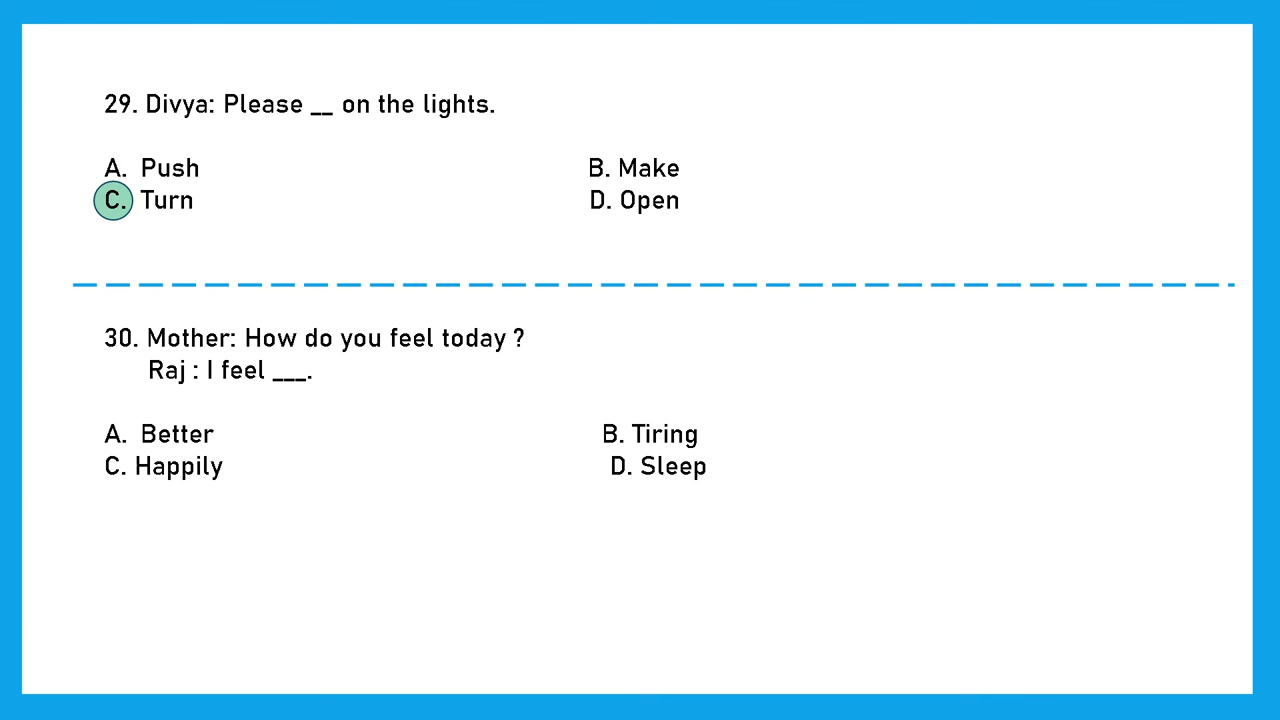 29. Divya: Please __ on the lights.
A. Push B. Make
C. Turn D. Open
30. Mother: How do you feel today ?
Raj : I feel ___.
A. Better B. Tiring
C. Happily D. Sleep